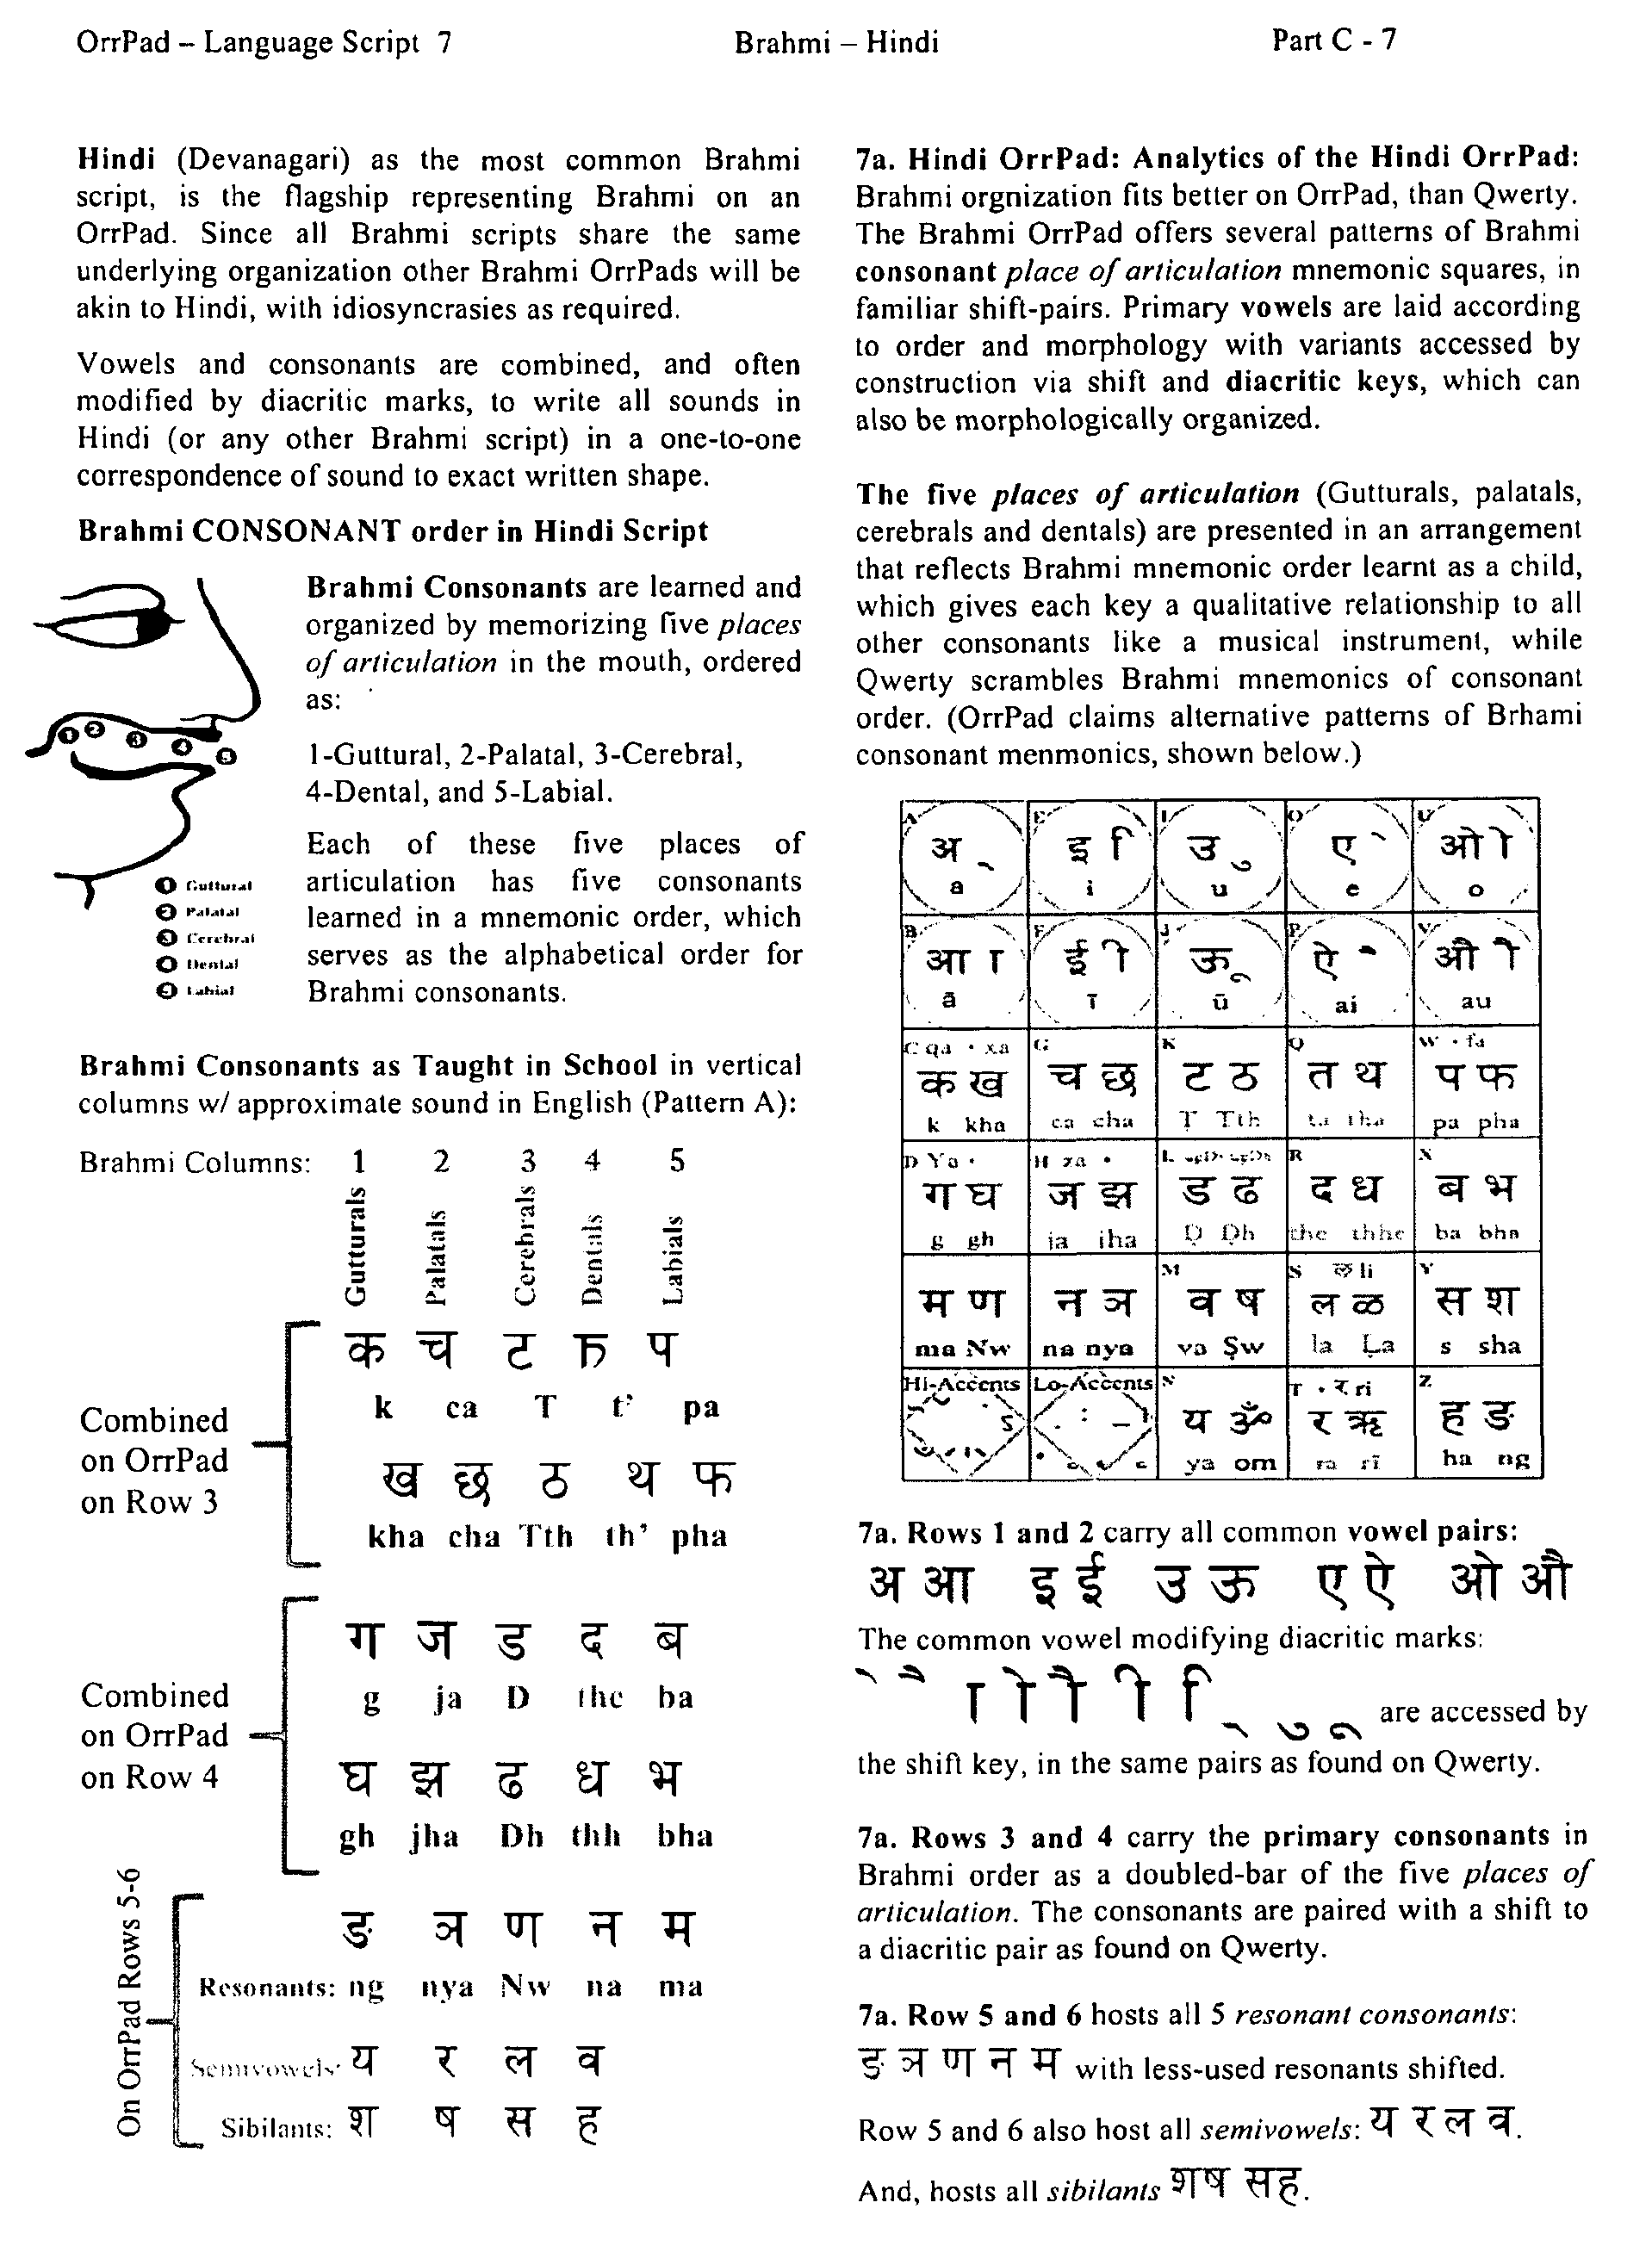 OrrPad – Language Script 7
Brahmi – Hindi
Part C - 7
Hindi (Devanagari) as the most common Brahmi
script, is the flagship representing Brahmi on an
OrrPad. Since all Brahmi scripts share the same
underlying organization other Brahmi OrrPads will be
akin to Hindi, with idiosyncrasies as required.
Vowels and consonants are combined, and often
modified by diacritic marks, to write all sounds in
Hindi (or any other Brahmi script) in a one-to-one
correspondence of sound to exact written shape.
Brahmi CONSONANT order in Hindi Script
Brahmi Consonants are learned and
organized by memorizing five places
of articulation in the mouth, ordered
as:
1-Guttural, 2-Palatal, 3-Cerebral,
4-Dental, and 5-Labial.
Each of these five places of
articulation has five consonants
learned in a mnemonic order, which
serves as the alphabetical order for
Brahmi consonants.
Guttural
Palatal
Cerebral
Dental
Labial
Brahmi Consonants as Taught in School in vertical
columns w/ approximate sound in English (Pattern A):
Brahmi Columns: 1 2 3 4 5
Gutturals Palatals Cerebrals Dentals Labials
Combined
on OrrPad
on Row 3
क च ट त प
k ca T t' pa
ख छ ठ थ फ
kha cha Tth th' pha
Combined
on OrrPad
on Row 4
ग ज ड द ब
g ja D the ba
घ झ ढ ध भ
gh jha Dh thh bha
On OrrPad Rows 5-6
ङ ञ ण न म
Resonants: ng nya Nw na ma
Semivowels: य र ल व
Sibilants: श ष स ह
7a. Hindi OrrPad: Analytics of the Hindi OrrPad:
Brahmi orgnization fits better on OrrPad, than Qwerty.
The Brahmi OrrPad offers several patterns of Brahmi
consonant place of articulation mnemonic squares, in
familiar shift-pairs. Primary vowels are laid according
to order and morphology with variants accessed by
construction via shift and diacritic keys, which can
also be morphologically organized.
The five places of articulation (Gutturals, palatals,
cerebrals and dentals) are presented in an arrangement
that reflects Brahmi mnemonic order learnt as a child,
which gives each key a qualitative relationship to all
other consonants like a musical instrument, while
Qwerty scrambles Brahmi mnemonics of consonant
order. (OrrPad claims alternative patterns of Brhami
consonant menmonics, shown below.)
A E I O U
अ इ ि उ ु ए े ओ ो
a i u e o
B F J P V
आ ा ई ी ऊ ू ऐ ै औ ौ
ā ī ū ai au
C qa • xa G K Q W • fa
क ख च छ ट ठ त थ प फ
k kha ca cha Ṭ Tth ta tha pa pha
D Ya • H za • L R X
ग घ ज झ ड ढ द ध ब भ
g gh ja jha Ḍ Ḍh the thhe ba bha
M S ऌ li Y
म ण न ञ व ष ल ळ स श
ma Nw na nya va Ṣw la Ḷa s sha
Hi-Accents Lo-Accents N T • र ri Z
य ॐ र ऋ ह ङ
ya om ra rī ha ng
7a. Rows 1 and 2 carry all common vowel pairs:
अ आ इ ई उ ऊ ए ऐ ओ औ
The common vowel modifying diacritic marks:
े ै ा ो ौ ी ि ् ु ू are accessed by
the shift key, in the same pairs as found on Qwerty.
7a. Rows 3 and 4 carry the primary consonants in
Brahmi order as a doubled-bar of the five places of
articulation. The consonants are paired with a shift to
a diacritic pair as found on Qwerty.
7a. Row 5 and 6 hosts all 5 resonant consonants:
ङ ञ ण न म with less-used resonants shifted.
Row 5 and 6 also host all semivowels: य र ल व.
And, hosts all sibilants शष सह.